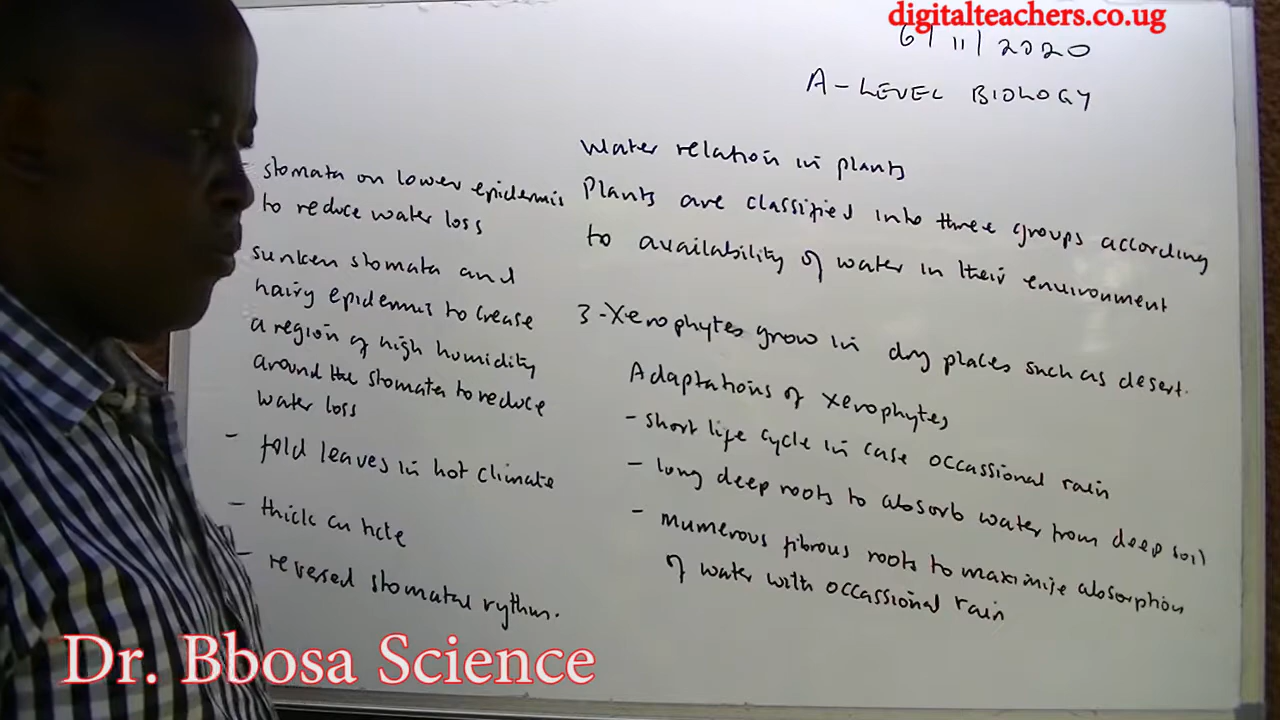 digitalteachers.co.ug
6/11/2020
A-LEVEL BIOLOGY
Water relation in plants
Plants are classified into three groups according
to availability of water in their environment
3-Xerophytes grow in dry places such as desert.
Adaptations of xerophytes
- short life cycle in case occassional rain
- long deep roots to absorb water from deep soil
- numerous fibrous roots to maximise absorption
of water with occassional rain
- stomata on lower epidermis
to reduce water loss
sunken stomata and
hairy epidermis to crease
a region of high humidity
around the stomata to reduce
water loss
- fold leaves in hot climate
- thick cuticle
- reversed stomatal rythm.
Dr. Bbosa Science